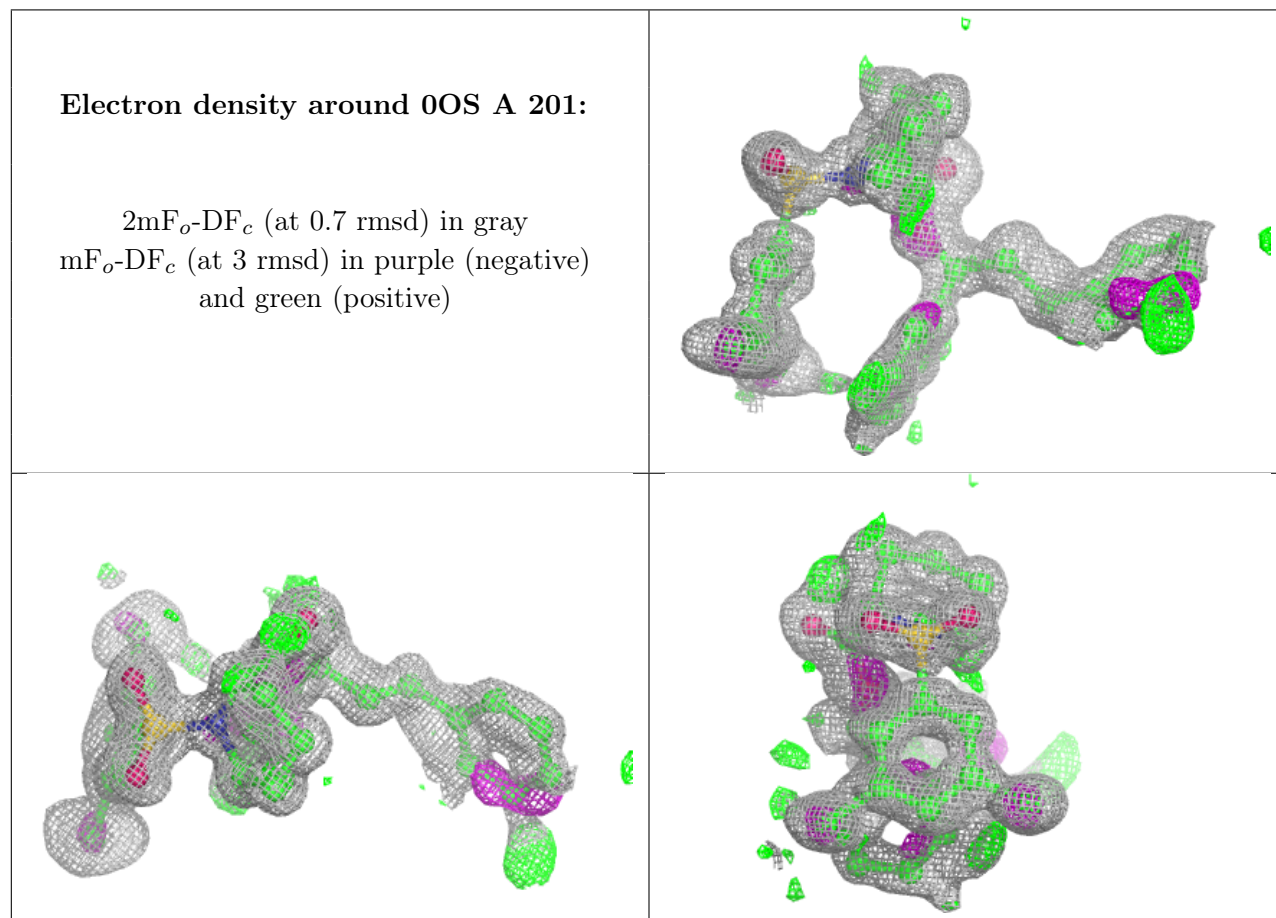 Electron density around 0OS A 201:
2mFo-DFc (at 0.7 rmsd) in gray
mFo-DFc (at 3 rmsd) in purple (negative)
and green (positive)